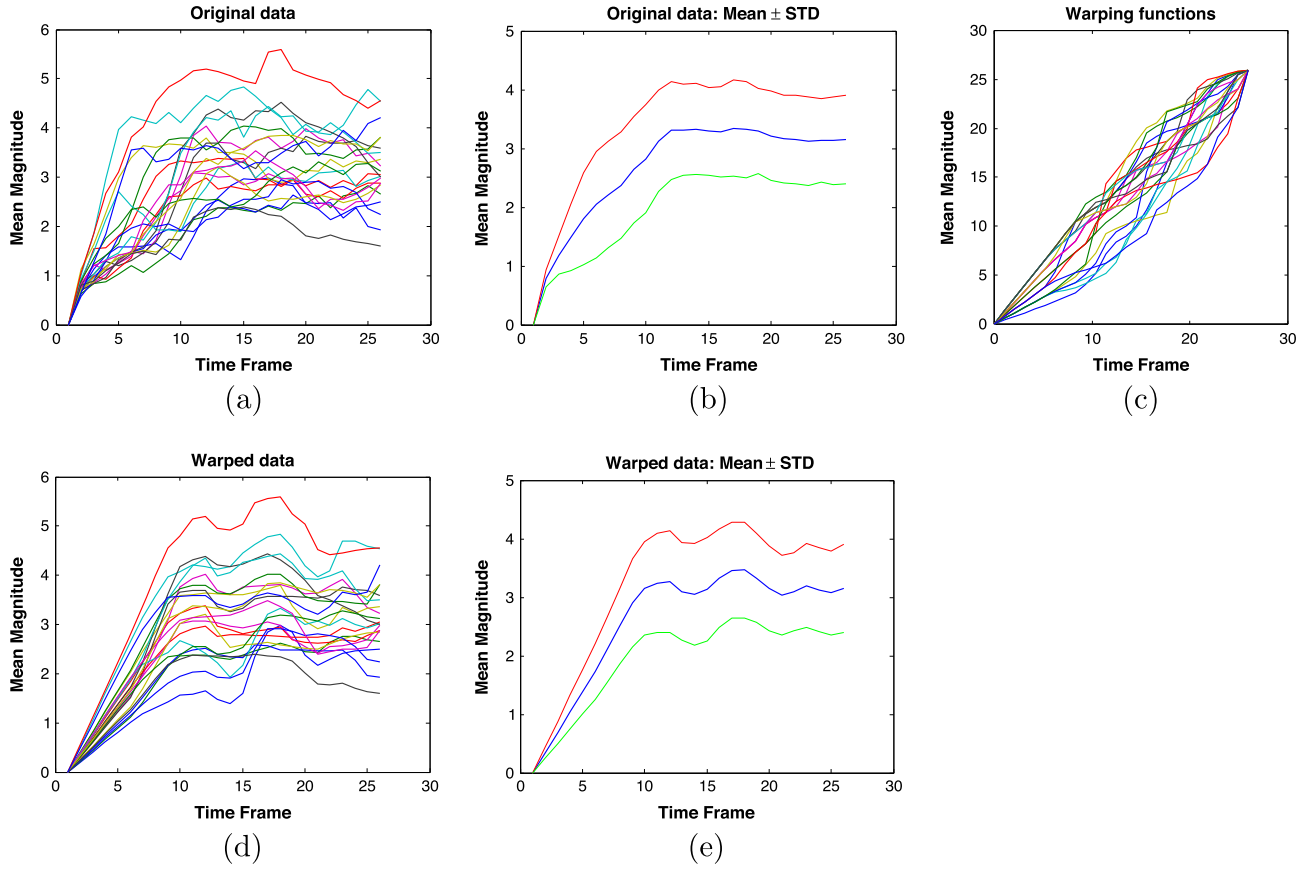 Original data
Mean Magnitude
6
5
4
3
2
1
0
0 5 10 15 20 25 30
Time Frame
(a)
Original data: Mean ± STD
Mean Magnitude
5
4
3
2
1
0
0 5 10 15 20 25 30
Time Frame
(b)
Warping functions
Mean Magnitude
30
25
20
15
10
5
0
0 10 20 30
Time Frame
(c)
Warped data
Mean Magnitude
6
5
4
3
2
1
0
0 5 10 15 20 25 30
Time Frame
(d)
Warped data: Mean ± STD
Mean Magnitude
5
4
3
2
1
0
0 5 10 15 20 25 30
Time Frame
(e)